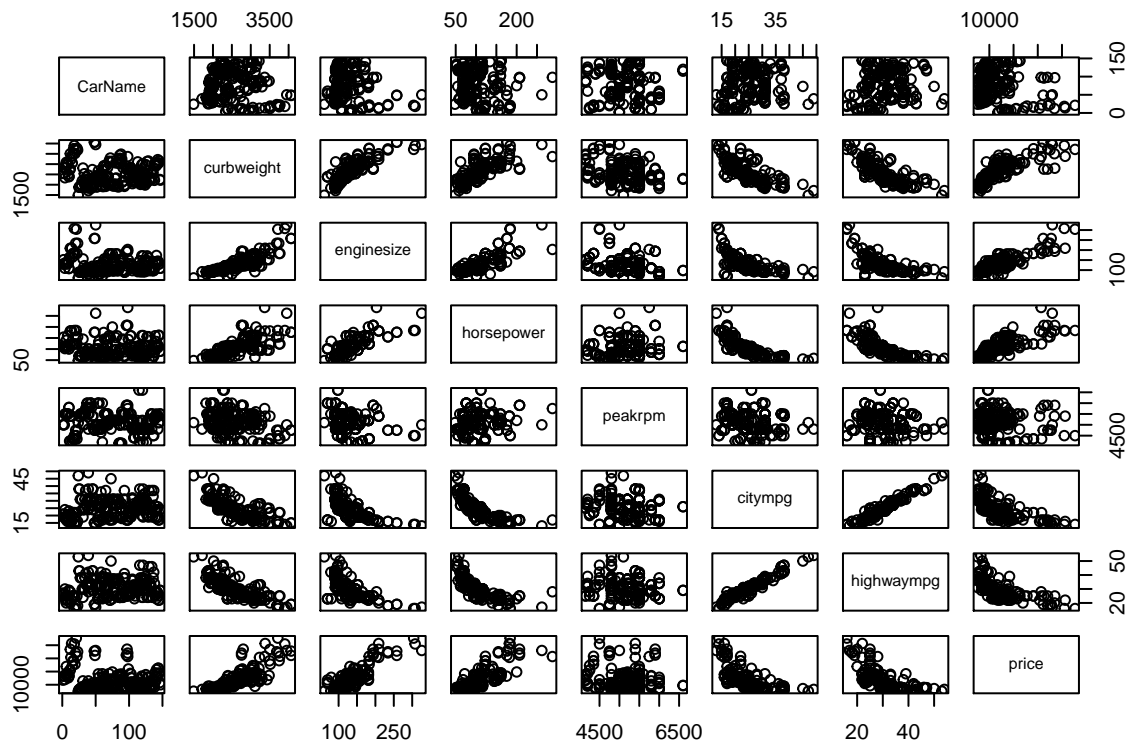 1500 3500 50 200 15 35 10000
CarName 0 150
1500 curbweight
enginesize 100
50 horsepower
peakrpm 4500
15 45 citympg
highwaympg 20 50
10000 price
0 100 100 250 4500 6500 20 40